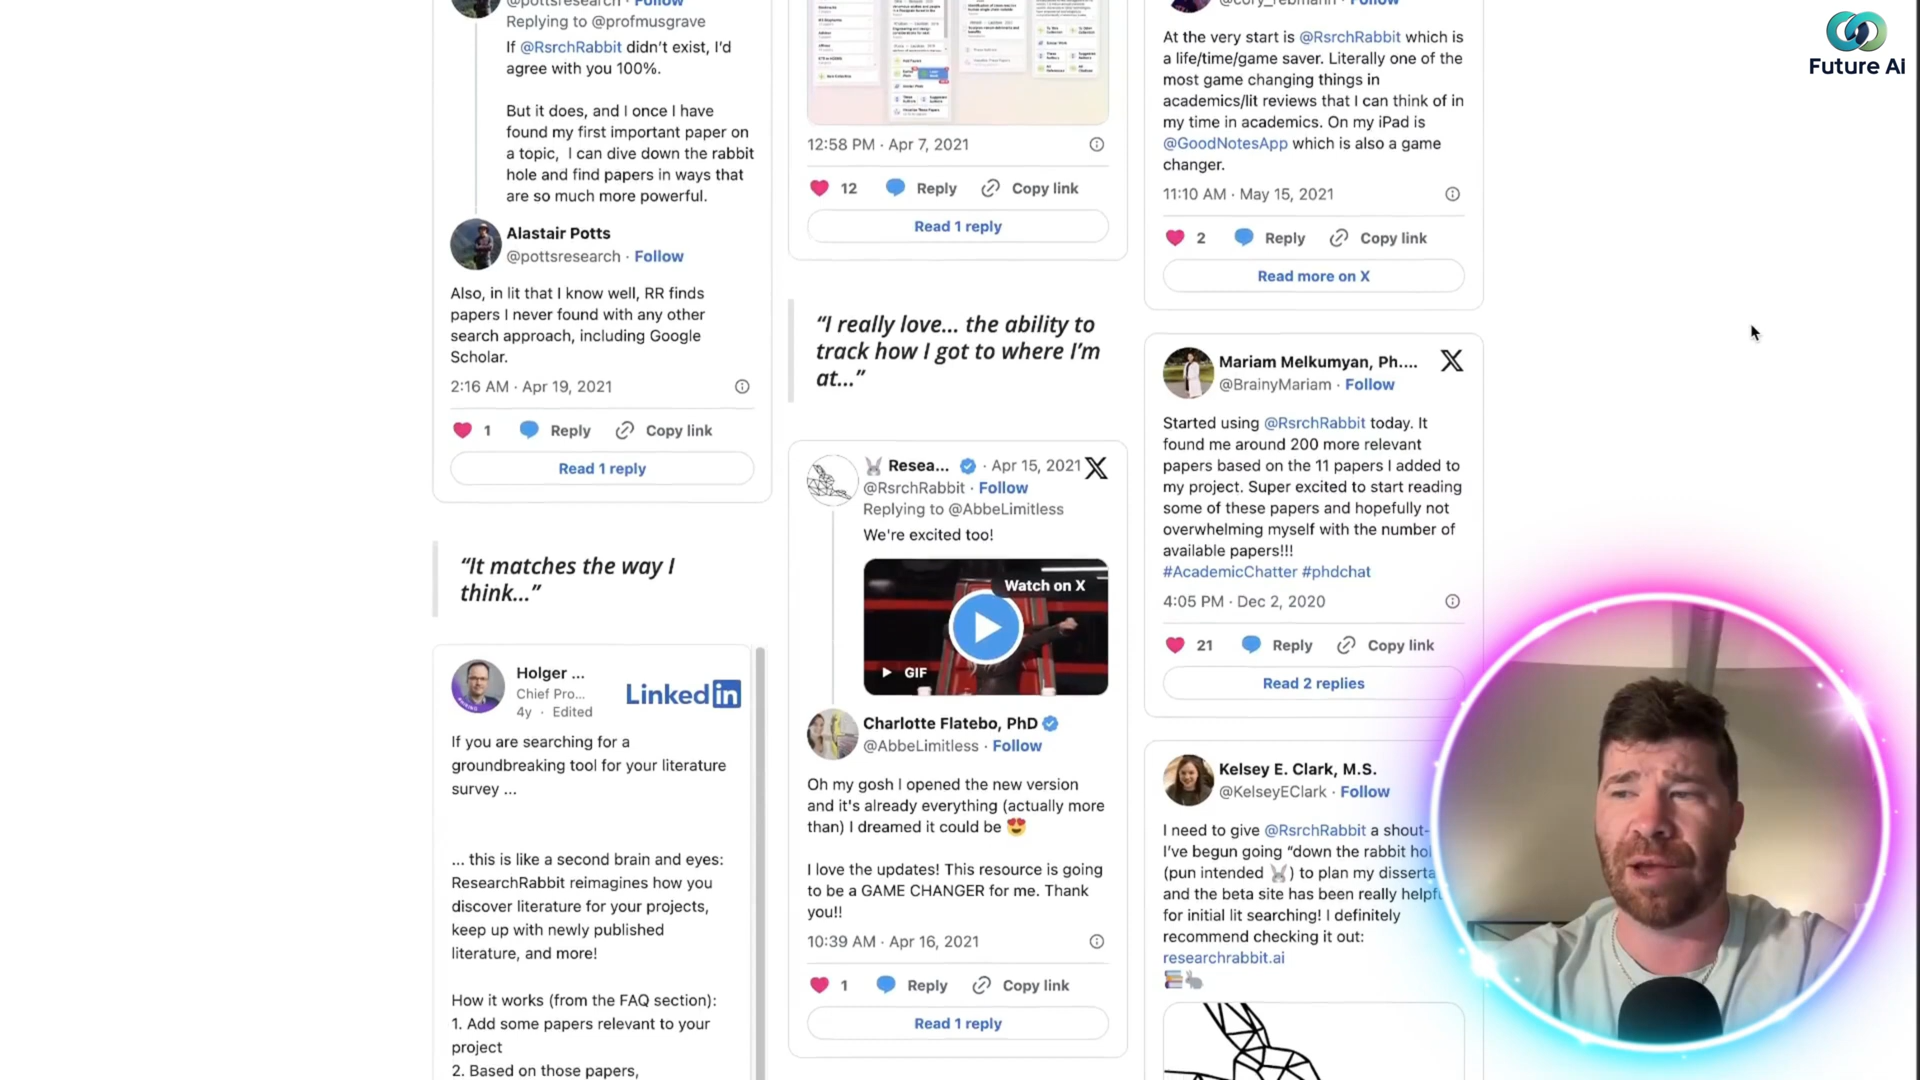 @pottsresearch · Follow
Replying to @profmusgrave
If @RsrchRabbit didn't exist, I'd
agree with you 100%.
But it does, and I once I have
found my first important paper on
a topic, I can dive down the rabbit
hole and find papers in ways that
are so much more powerful.
Alastair Potts
@pottsresearch · Follow
Also, in lit that I know well, RR finds
papers I never found with any other
search approach, including Google
Scholar.
2:16 AM · Apr 19, 2021
1 Reply Copy link
Read 1 reply
“It matches the way I
think...”
Holger ...
Chief Pro...
4y · Edited
Linkedin
If you are searching for a
groundbreaking tool for your literature
survey ...
... this is like a second brain and eyes:
ResearchRabbit reimagines how you
discover literature for your projects,
keep up with newly published
literature, and more!
How it works (from the FAQ section):
1. Add some papers relevant to your
project
2. Based on those papers,
12:58 PM · Apr 7, 2021
12 Reply Copy link
Read 1 reply
“I really love... the ability to
track how I got to where I'm
at...”
Resea... · Apr 15, 2021
@RsrchRabbit · Follow
Replying to @AbbeLimitless
We're excited too!
Watch on X
GIF
Charlotte Flatebo, PhD
@AbbeLimitless · Follow
Oh my gosh I opened the new version
and it's already everything (actually more
than) I dreamed it could be 😍
I love the updates! This resource is going
to be a GAME CHANGER for me. Thank
you!!
10:39 AM · Apr 16, 2021
1 Reply Copy link
Read 1 reply
@cory_rebmann · Follow
At the very start is @RsrchRabbit which is
a life/time/game saver. Literally one of the
most game changing things in
academics/lit reviews that I can think of in
my time in academics. On my iPad is
@GoodNotesApp which is also a game
changer.
11:10 AM · May 15, 2021
2 Reply Copy link
Read more on X
Mariam Melkumyan, Ph....
@BrainyMariam · Follow
Started using @RsrchRabbit today. It
found me around 200 more relevant
papers based on the 11 papers I added to
my project. Super excited to start reading
some of these papers and hopefully not
overwhelming myself with the number of
available papers!!!
#AcademicChatter #phdchat
4:05 PM · Dec 2, 2020
21 Reply Copy link
Read 2 replies
Kelsey E. Clark, M.S.
@KelseyEClark · Follow
I need to give @RsrchRabbit a shout-
I've begun going “down the rabbit
(pun intended 🐰) to plan my
and the beta site has been really
for initial lit searching! I definitely
recommend checking it out:
researchrabbit.ai
📚🐇
Future Ai